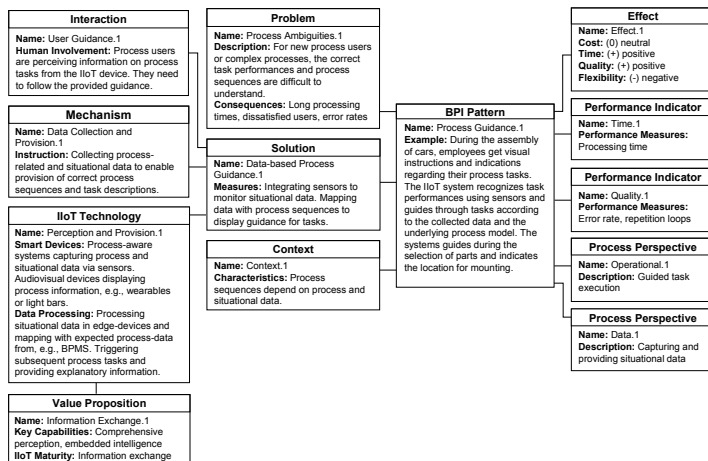 Interaction
Name: User Guidance.1
Human Involvement: Process users
are perceiving information on process
tasks from the IIoT device. They need
to follow the provided guidance.
Mechanism
Name: Data Collection and
Provision.1
Instruction: Collecting process-
related and situational data to enable
provision of correct process
sequences and task descriptions.
IIoT Technology
Name: Perception and Provision.1
Smart Devices: Process-aware
systems capturing process and
situational data via sensors.
Audiovisual devices displaying
process information, e.g., wearables
or light bars.
Data Processing: Processing
situational data in edge-devices and
mapping with expected process-data
from, e.g., BPMS. Triggering
subsequent process tasks and
providing explanatory information.
Value Proposition
Name: Information Exchange.1
Key Capabilities: Comprehensive
perception, embedded intelligence
IIoT Maturity: Information exchange
Problem
Name: Process Ambiguities.1
Description: For new process users
or complex processes, the correct
task performances and process
sequences are difficult to
understand.
Consequences: Long processing
times, dissatisfied users, error rates
Solution
Name: Data-based Process
Guidance.1
Measures: Integrating sensors to
monitor situational data. Mapping
data with process sequences to
display guidance for tasks.
Context
Name: Context.1
Characteristics: Process
sequences depend on process and
situational data.
BPI Pattern
Name: Process Guidance.1
Example: During the assembly
of cars, employees get visual
instructions and indications
regarding their process tasks.
The IIoT system recognizes task
performances using sensors and
guides through tasks according
to the collected data and the
underlying process model. The
systems guides during the
selection of parts and indicates
the location for mounting.
Effect
Name: Effect.1
Cost: (0) neutral
Time: (+) positive
Quality: (+) positive
Flexibility: (-) negative
Performance Indicator
Name: Time.1
Performance Measures:
Processing time
Performance Indicator
Name: Quality.1
Performance Measures:
Error rate, repetition loops
Process Perspective
Name: Operational.1
Description: Guided task
execution
Process Perspective
Name: Data.1
Description: Capturing and
providing situational data